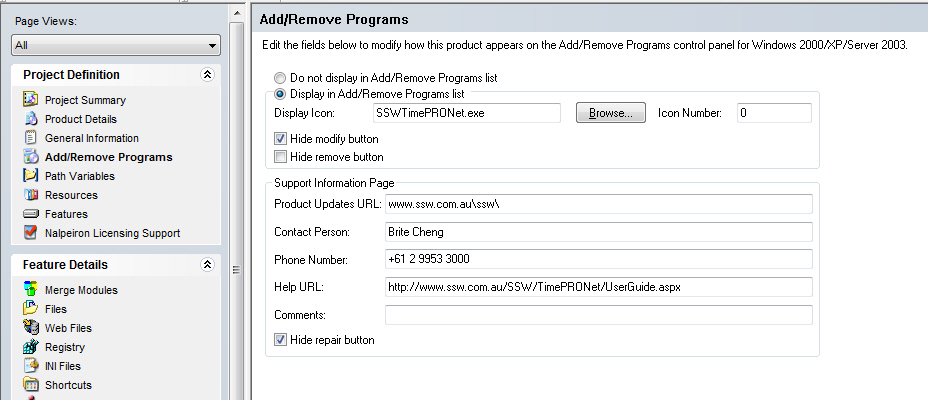 Page Views:
All
Project Definition
Project Summary
Product Details
General Information
Add/Remove Programs
Path Variables
Resources
Features
Nalpeiron Licensing Support
Feature Details
Merge Modules
Files
Web Files
Registry
INI Files
Shortcuts
Add/Remove Programs
Edit the fields below to modify how this product appears on the Add/Remove Programs control panel for Windows 2000/XP/Server 2003.
Do not display in Add/Remove Programs list
Display in Add/Remove Programs list
Display Icon: SSWTimePRONet.exe Browse... Icon Number: 0
Hide modify button
Hide remove button
Support Information Page
Product Updates URL: www.ssw.com.au\ssw\
Contact Person: Brite Cheng
Phone Number: +61 2 9953 3000
Help URL: http://www.ssw.com.au/SSW/TimePRONet/UserGuide.aspx
Comments:
Hide repair button